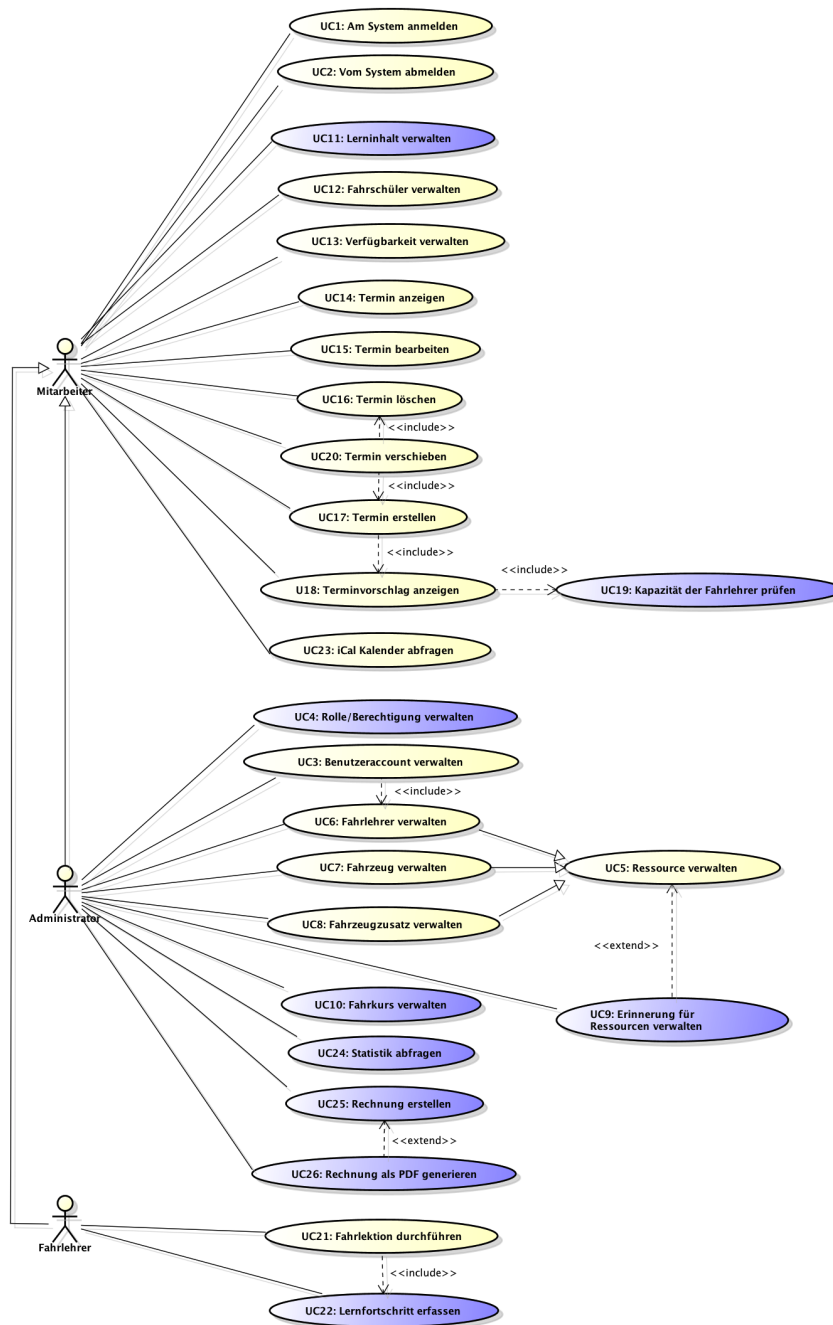 UC1: Am System anmelden
UC2: Vom System abmelden
UC11: Lerninhalt verwalten
UC12: Fahrschüler verwalten
UC13: Verfügbarkeit verwalten
UC14: Termin anzeigen
UC15: Termin bearbeiten
Mitarbeiter
UC16: Termin löschen
<<include>>
UC20: Termin verschieben
<<include>>
UC17: Termin erstellen
<<include>>
<<include>>
U18: Terminvorschlag anzeigen
UC19: Kapazität der Fahrlehrer prüfen
UC23: iCal Kalender abfragen
UC4: Rolle/Berechtigung verwalten
UC3: Benutzeraccount verwalten
<<include>>
UC6: Fahrlehrer verwalten
UC7: Fahrzeug verwalten
UC5: Ressource verwalten
Administrator
UC8: Fahrzeugzusatz verwalten
<<extend>>
UC10: Fahrkurs verwalten
UC9: Erinnerung für
Ressourcen verwalten
UC24: Statistik abfragen
UC25: Rechnung erstellen
<<extend>>
UC26: Rechnung als PDF generieren
Fahrlehrer
UC21: Fahrlektion durchführen
<<include>>
UC22: Lernfortschritt erfassen